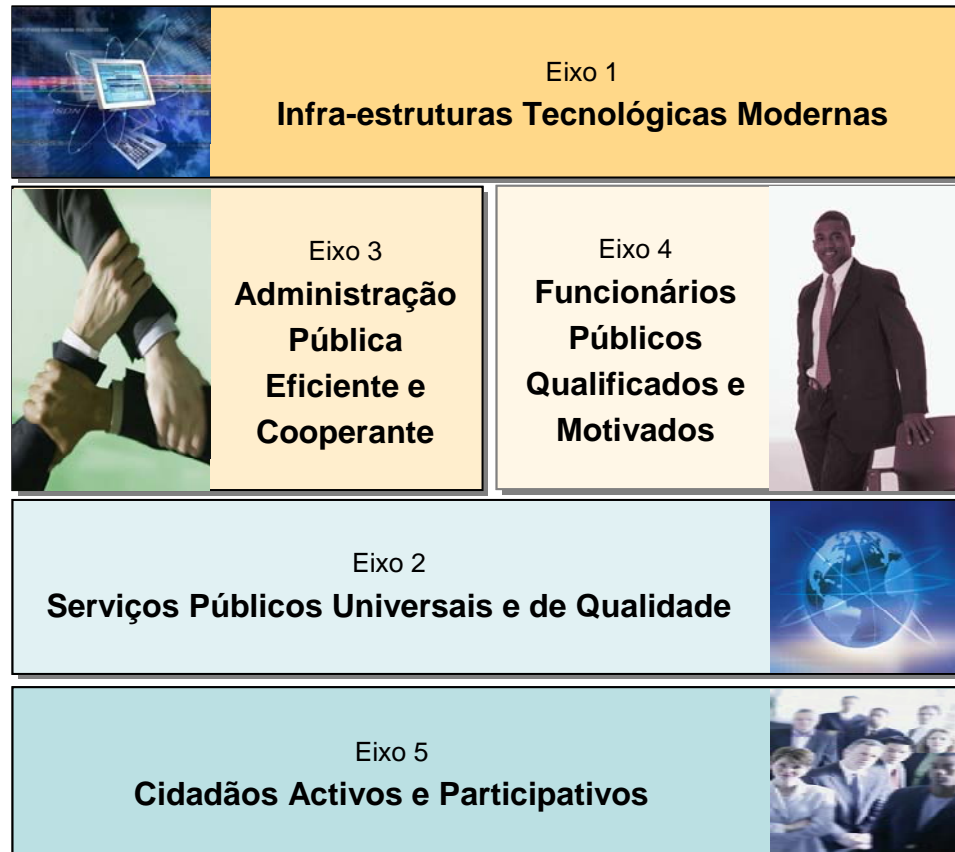 Eixo 1
Infra-estruturas Tecnológicas Modernas
Eixo 3
Administração
Pública
Eficiente e
Cooperante
Eixo 4
Funcionários
Públicos
Qualificados e
Motivados
Eixo 2
Serviços Públicos Universais e de Qualidade
Eixo 5
Cidadãos Activos e Participativos